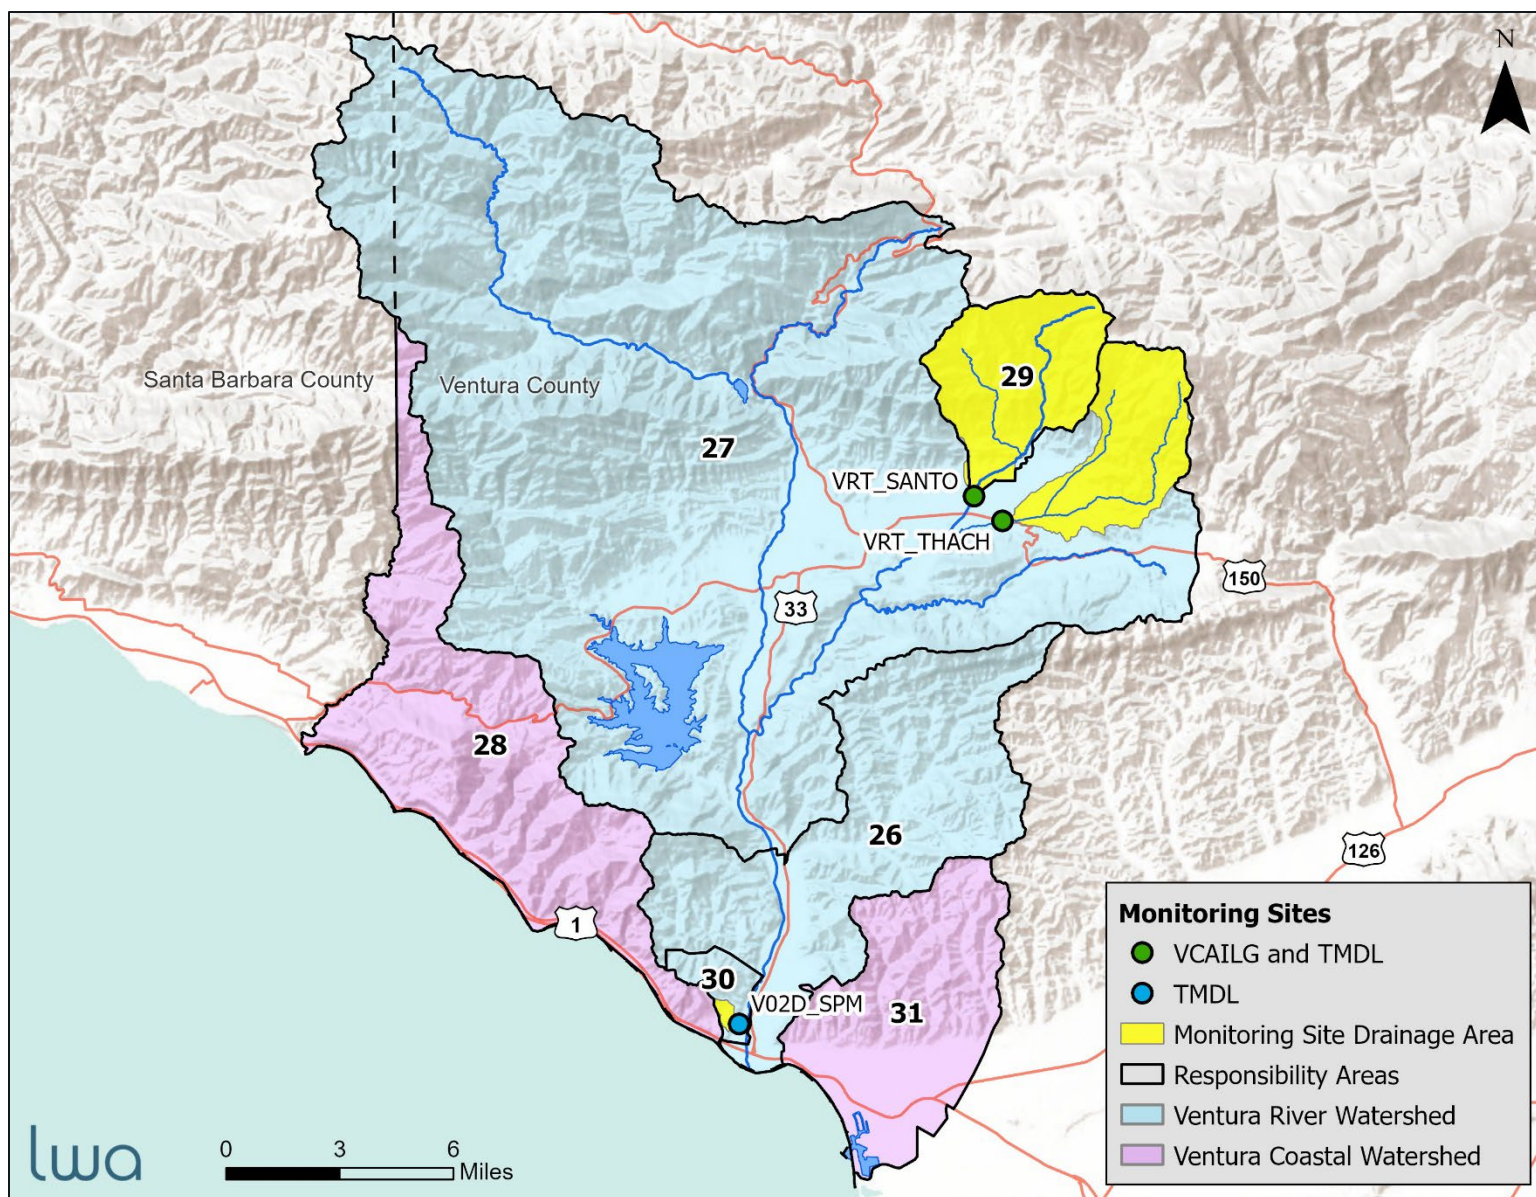 N
Santa Barbara County
Ventura County
29
27
VRT_SANTO
VRT_THACH
150
33
28
26
126
1
30
V02D_SPM
31
Monitoring Sites
VCAILG and TMDL
TMDL
Monitoring Site Drainage Area
Responsibility Areas
Ventura River Watershed
Ventura Coastal Watershed
lwa
0 3 6
Miles